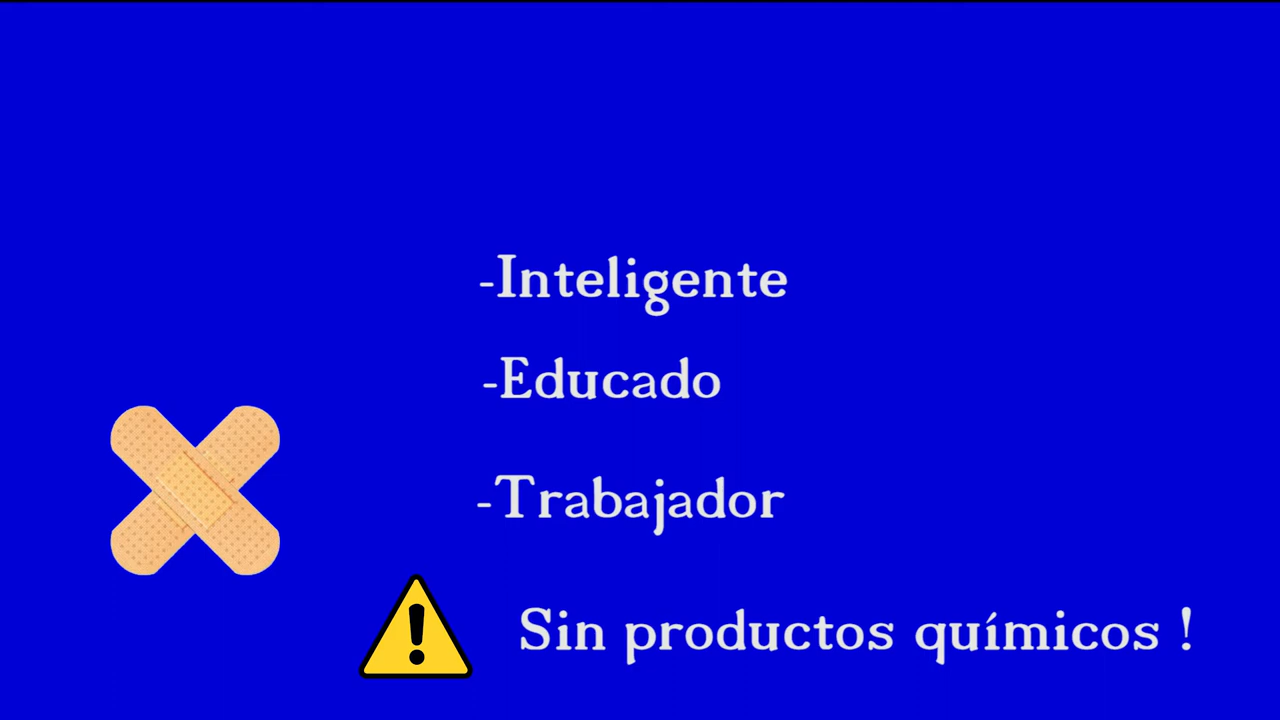 -Inteligente
-Educado
-Trabajador
Sin productos químicos !